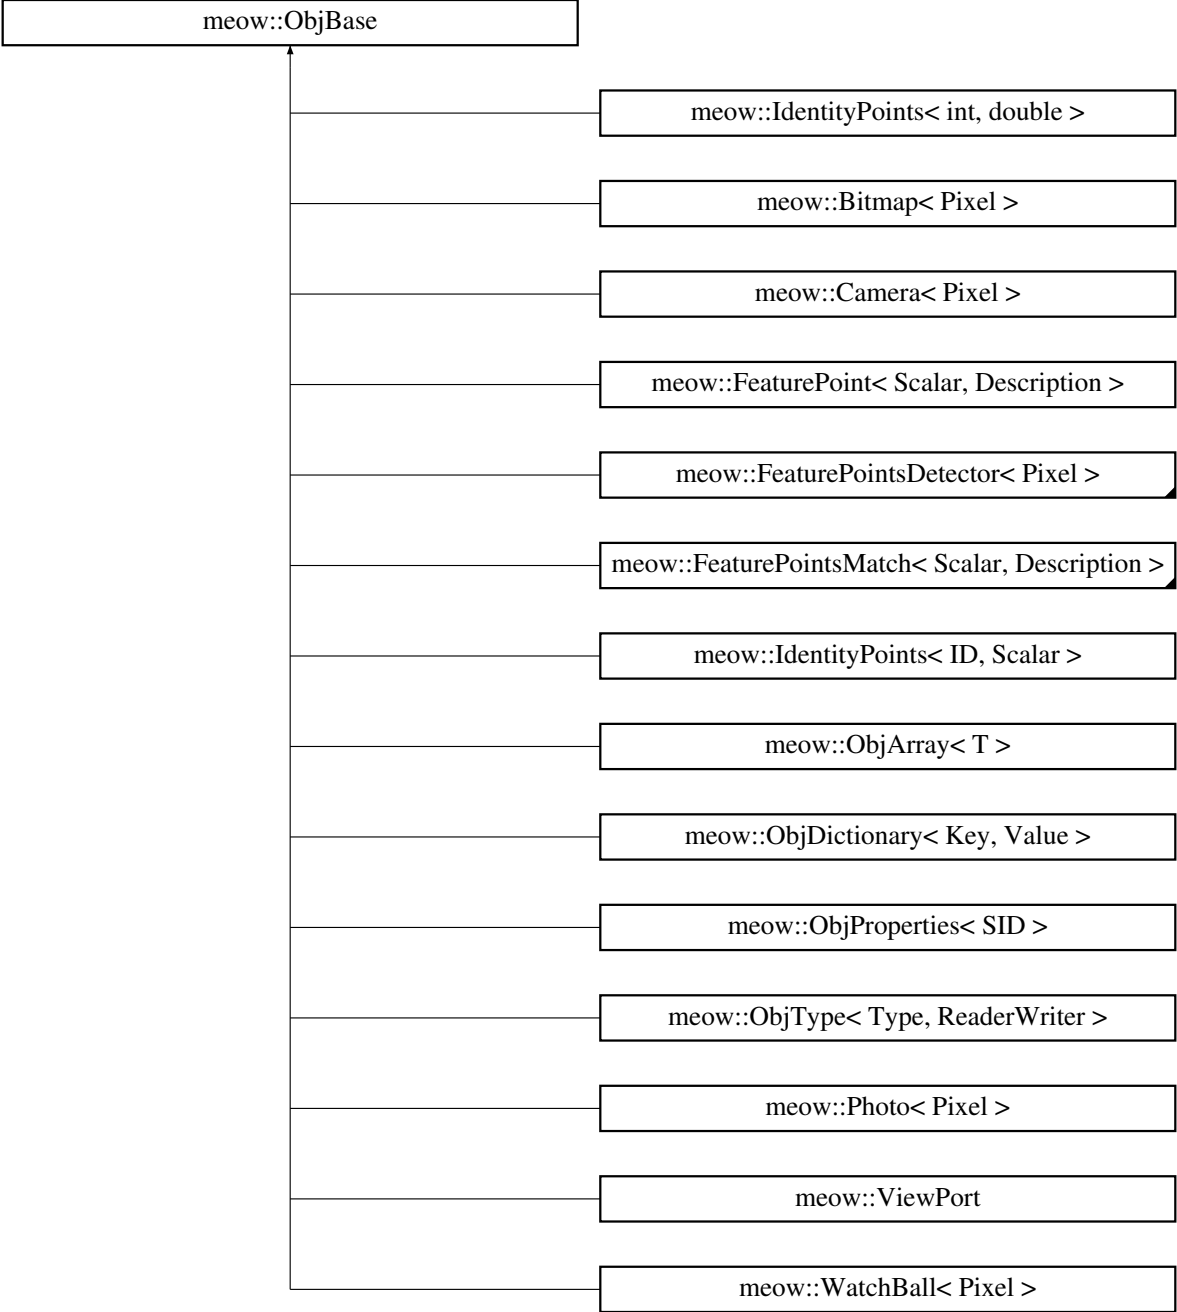 meow::ObjBase
meow::IdentityPoints< int, double >
meow::Bitmap< Pixel >
meow::Camera< Pixel >
meow::FeaturePoint< Scalar, Description >
meow::FeaturePointsDetector< Pixel >
meow::FeaturePointsMatch< Scalar, Description >
meow::IdentityPoints< ID, Scalar >
meow::ObjArray< T >
meow::ObjDictionary< Key, Value >
meow::ObjProperties< SID >
meow::ObjType< Type, ReaderWriter >
meow::Photo< Pixel >
meow::ViewPort
meow::WatchBall< Pixel >